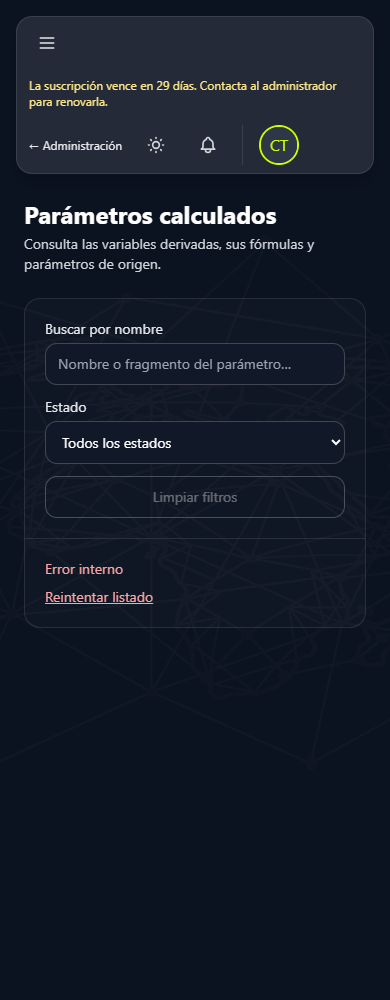 La suscripción vence en 29 días. Contacta al administrador
para renovarla.
← Administración
CT
Parámetros calculados
Consulta las variables derivadas, sus fórmulas y
parámetros de origen.
Buscar por nombre
Nombre o fragmento del parámetro...
Estado
Todos los estados
Limpiar filtros
Error interno
Reintentar listado